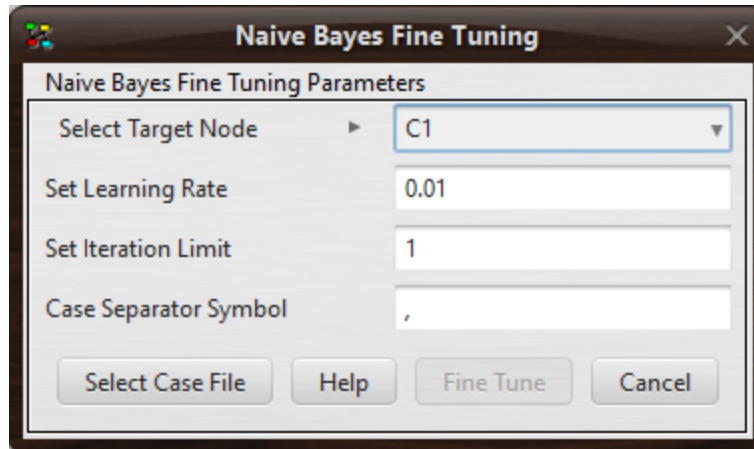 Naive Bayes Fine Tuning
Naive Bayes Fine Tuning Parameters
Select Target Node C1
Set Learning Rate 0.01
Set Iteration Limit 1
Case Separator Symbol ,
Select Case File Help Fine Tune Cancel